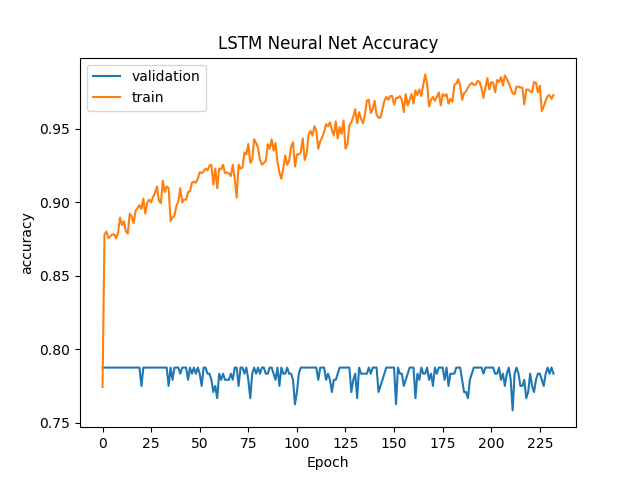 LSTM Neural Net Accuracy
validation
train
accuracy
0.95
0.90
0.85
0.80
0.75
0 25 50 75 100 125 150 175 200 225
Epoch